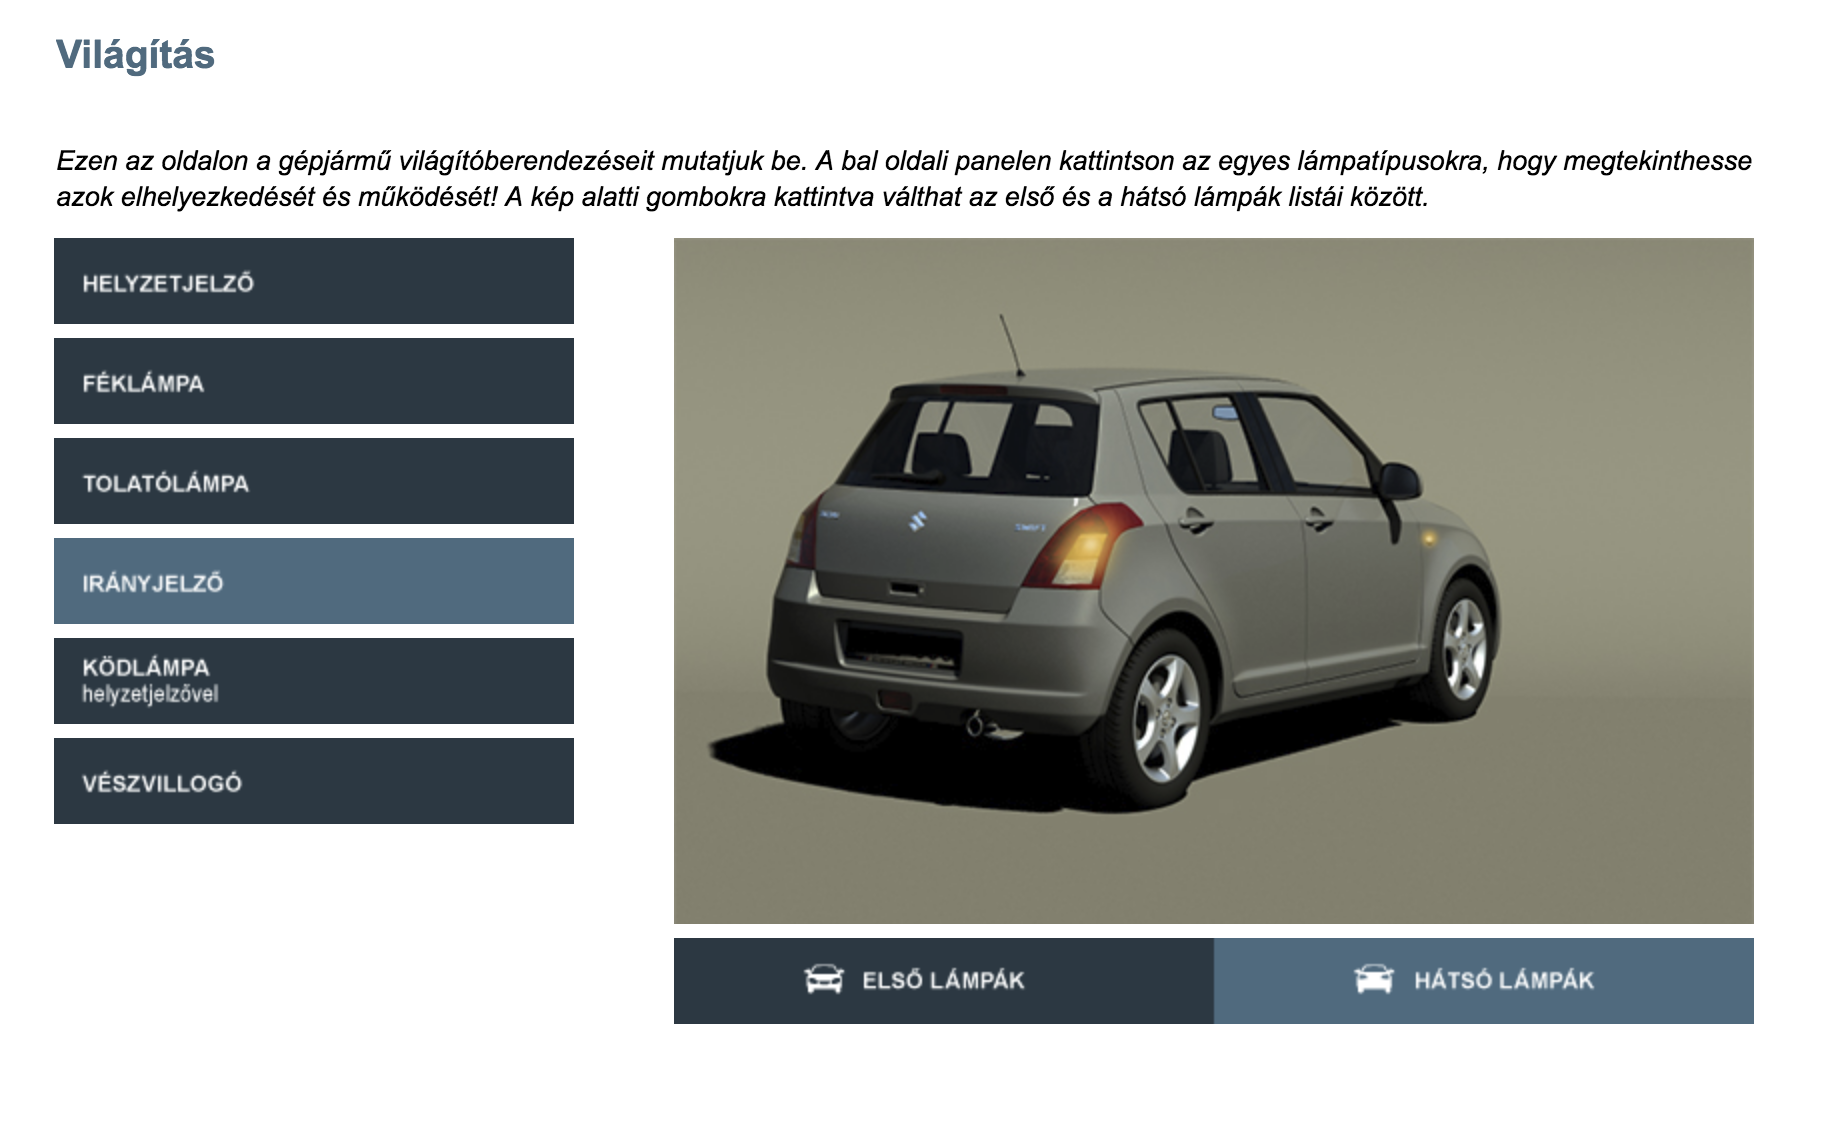 Világítás
Ezen az oldalon a gépjármű világítóberendezéseit mutatjuk be. A bal oldali panelen kattintson az egyes lámpatípusokra, hogy megtekinthesse
azok elhelyezkedését és működését! A kép alatti gombokra kattintva válthat az első és a hátsó lámpák listái között.
HELYZETJELZŐ
FÉKLÁMPA
TOLATÓLÁMPA
IRÁNYJELZŐ
KÖDLÁMPA
helyzetjelzővel
VÉSZVILLOGÓ
ELSŐ LÁMPÁK
HÁTSÓ LÁMPÁK